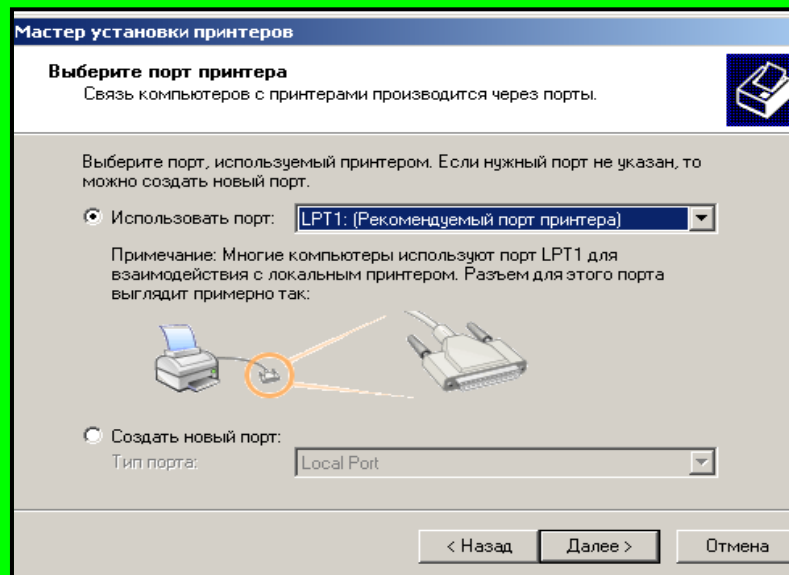 Мастер установки принтеров
Выберите порт принтера
Связь компьютеров с принтерами производится через порты.
Выберите порт, используемый принтером. Если нужный порт не указан, то
можно создать новый порт.
Использовать порт: LPT1: (Рекомендуемый порт принтера)
Примечание: Многие компьютеры используют порт LPT1 для
взаимодействия с локальным принтером. Разъем для этого порта
выглядит примерно так:
Создать новый порт:
Тип порта: Local Port
< Назад Далее > Отмена